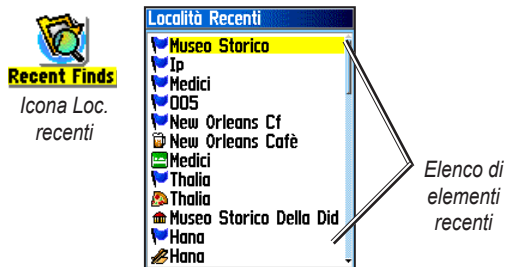 Recent Finds
Icona Loc.
recenti
Località Recenti
Museo Storico
Ip
Medici
005
New Orleans Cf
New Orleans Cafè
Medici
Thalia
Thalia
Museo Storico Della Did
Hana
Hana
Elenco di
elementi
recenti